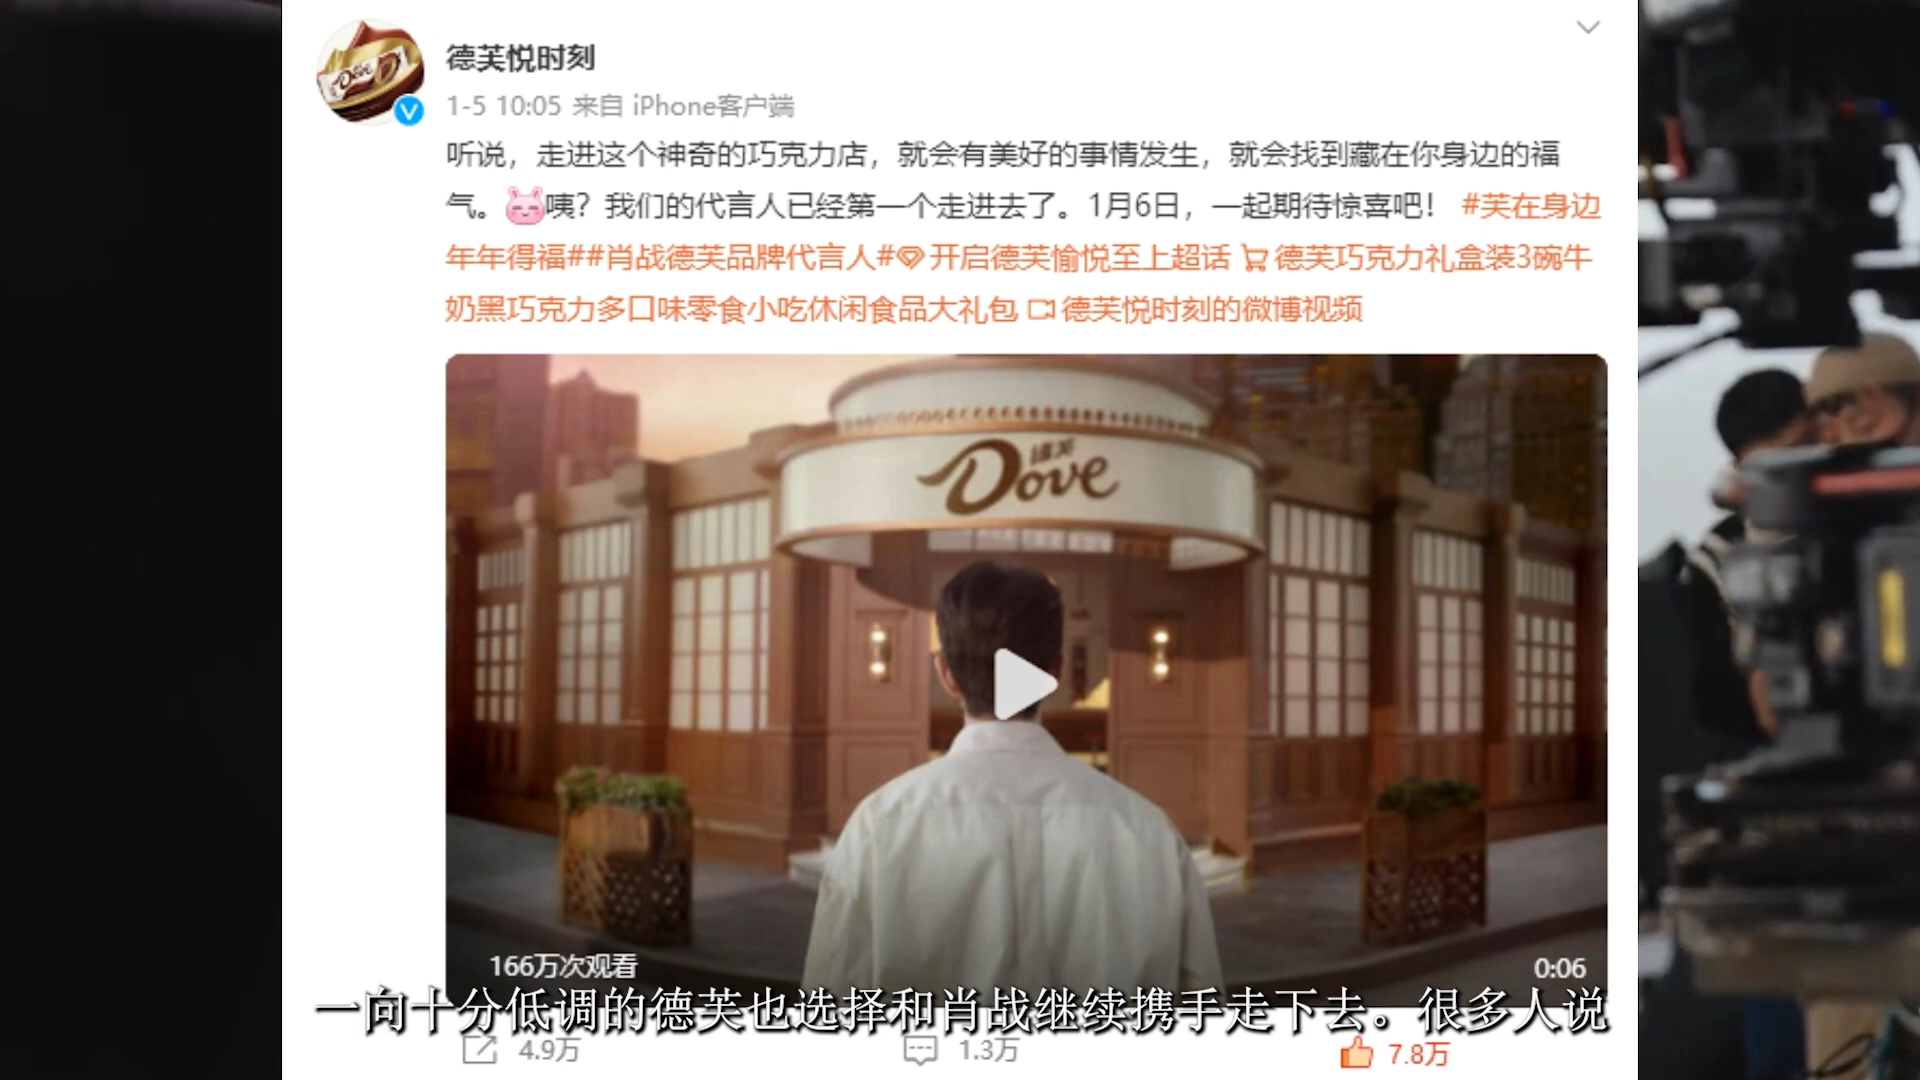 德芙悦时刻
1-5 10:05 来自 iPhone客户端
听说，走进这个神奇的巧克力店，就会有美好的事情发生，就会找到藏在你身边的福
气。咦？我们的代言人已经第一个走进去了。1月6日，一起期待惊喜吧！ #芙在身边
年年得福##肖战德芙品牌代言人#开启德芙愉悦至上超话 德芙巧克力礼盒装3碗牛
奶黑巧克力多口味零食小吃休闲食品大礼包 德芙悦时刻的微博视频
德芙
Dove
166万次观看
0:06
一向十分低调的德芙也选择和肖战继续携手走下去。很多人说
4.9万
1.3万
7.8万